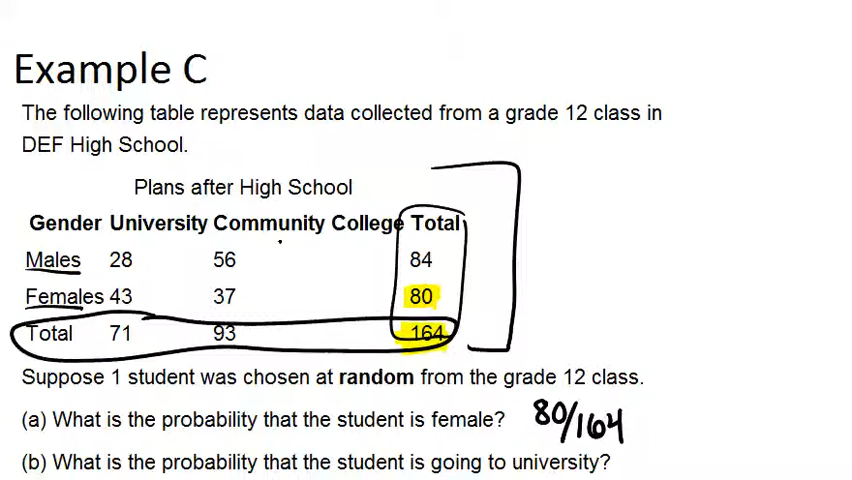 Example C
The following table represents data collected from a grade 12 class in
DEF High School.
Plans after High School
Gender University Community College Total
Males 28 56 84
Females 43 37 80
Total 71 93 164
Suppose 1 student was chosen at random from the grade 12 class.
(a) What is the probability that the student is female? 80/164
(b) What is the probability that the student is going to university?